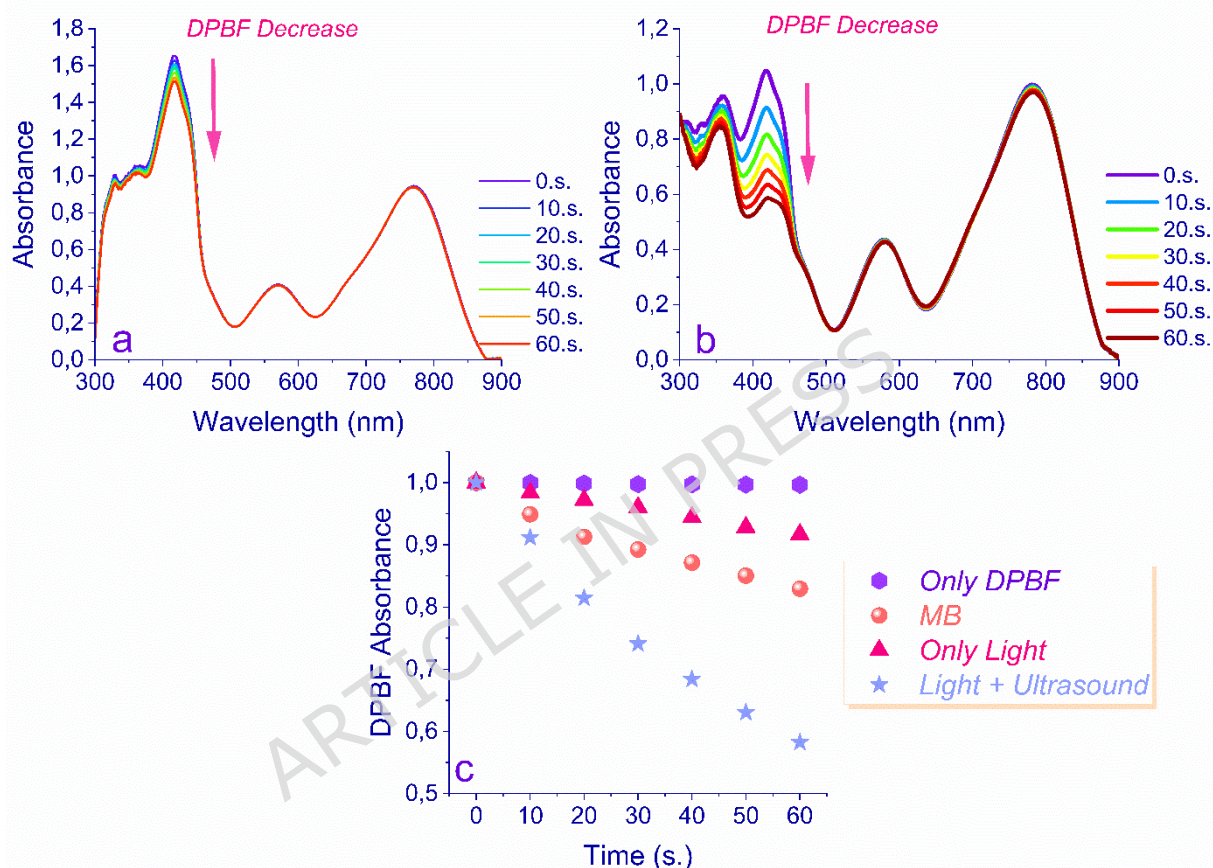 DPBF Decrease
1,8
1,6
1,4
1,2
1,0
0,8
0,6
0,4
0,2
0,0
Absorbance
0.s.
10.s.
20.s.
30.s.
40.s.
50.s.
60.s.
a
300 400 500 600 700 800 900
Wavelength (nm)
DPBF Decrease
1,2
1,0
0,8
0,6
0,4
0,2
0,0
Absorbance
0.s.
10.s.
20.s.
30.s.
40.s.
50.s.
60.s.
b
300 400 500 600 700 800 900
Wavelength (nm)
1,0
0,9
0,8
0,7
0,6
0,5
DPBF Absorbance
c
0 10 20 30 40 50 60
Time (s.)
Only DPBF
MB
Only Light
Light + Ultrasound
ARTICLE IN PRESS